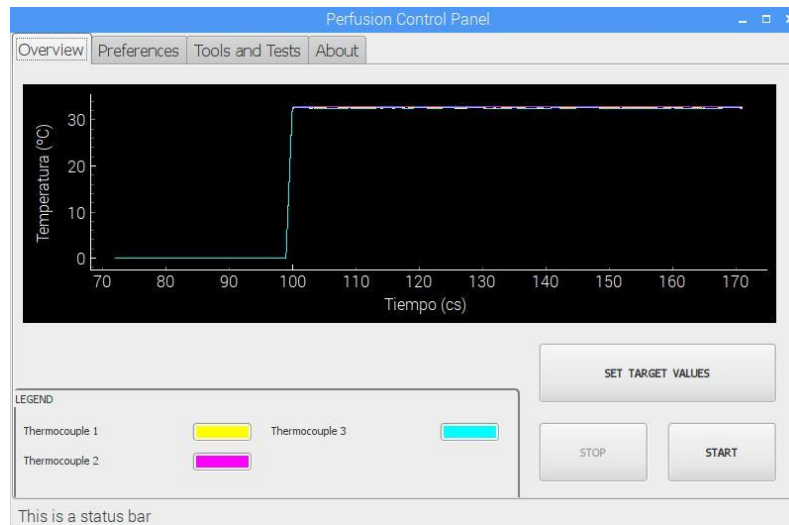 Perfusion Control Panel
Overview Preferences Tools and Tests About
Temperatura (ºC)
30
20
10
0
70 80 90 100 110 120 130 140 150 160 170
Tiempo (cs)
SET TARGET VALUES
LEGEND
Thermocouple 1
Thermocouple 3
Thermocouple 2
STOP
START
This is a status bar